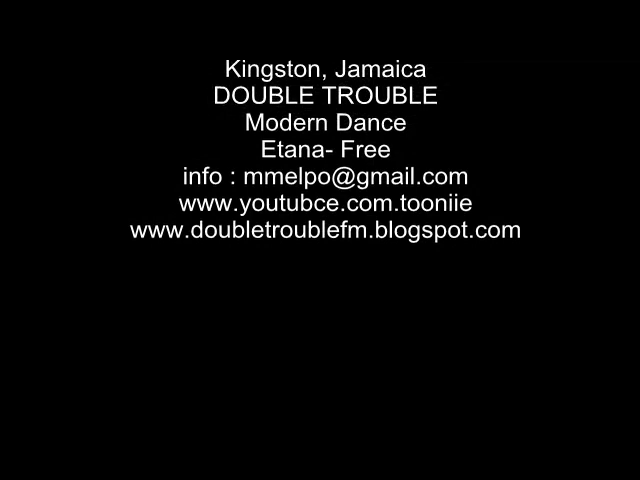 Kingston, Jamaica
DOUBLE TROUBLE
Modern Dance
Etana- Free
info : mmelpo@gmail.com
www.youtubce.com.tooniie
www.doubletroublefm.blogspot.com